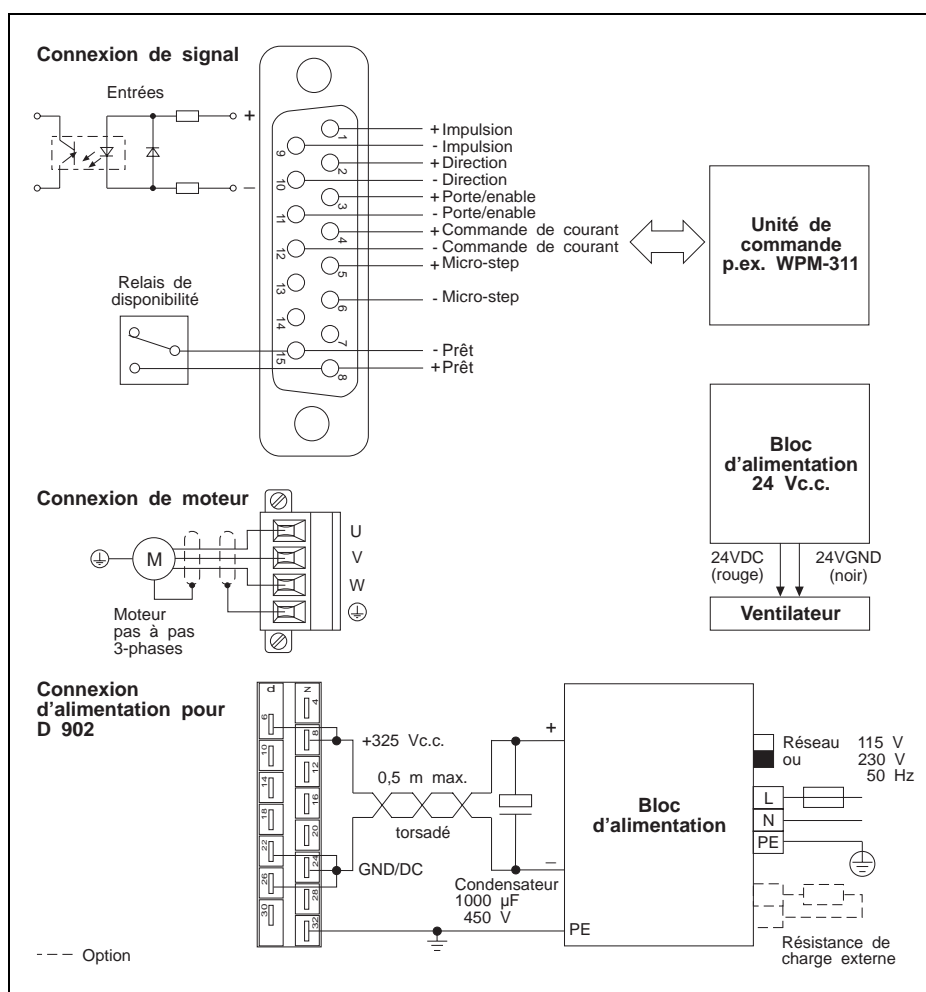 Connexion de signal
Entrées
+
–
1
9
2
10
3
11
4
12
5
13
6
14
7
15
8
+ Impulsion
- Impulsion
+ Direction
- Direction
+ Porte/enable
- Porte/enable
+ Commande de courant
- Commande de courant
+ Micro-step
- Micro-step
- Prêt
+ Prêt
Relais de
disponibilité
Unité de
commande
p.ex. WPM-311
Bloc
d'alimentation
24 Vc.c.
24VDC
(rouge)
24VGND
(noir)
Ventilateur
Connexion de moteur
M
U
V
W
Moteur
pas à pas
3-phases
Connexion
d'alimentation pour
D 902
d
z
4
6
8
10
12
14
16
18
20
22
24
26
28
30
32
+325 Vc.c.
0,5 m max.
torsadé
GND/DC
+
–
Condensateur
1000 µF
450 V
PE
Bloc
d'alimentation
Réseau 115 V
ou 230 V
50 Hz
L
N
PE
Résistance de
charge externe
--- Option